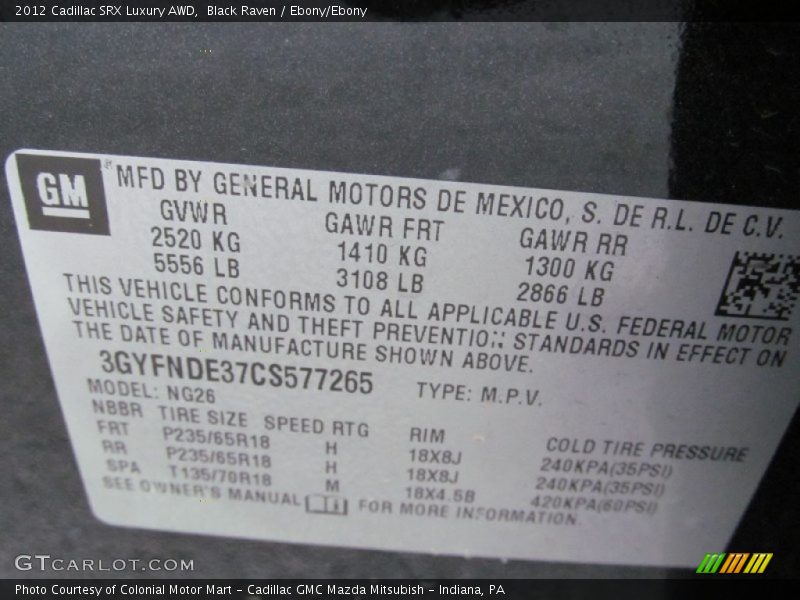 2012 Cadillac SRX Luxury AWD,  Black Raven / Ebony/Ebony
GM
MFD BY GENERAL MOTORS DE MEXICO, S. DE R.L. DE C.V.
GVWR GAWR FRT GAWR RR
2520 KG 1410 KG 1300 KG
5556 LB 3108 LB 2866 LB
THIS VEHICLE CONFORMS TO ALL APPLICABLE U.S. FEDERAL MOTOR
VEHICLE SAFETY AND THEFT PREVENTION STANDARDS IN EFFECT ON
THE DATE OF MANUFACTURE SHOWN ABOVE.
3GYFNDE37CS577265 TYPE: M.P.V.
MODEL: NG26
NBBR TIRE SIZE SPEED RTG RIM COLD TIRE PRESSURE
FRT P235/65R18 H 18X8J 240KPA(35PSI)
RR P235/65R18 H 18X8J 240KPA(35PSI)
SPA T135/70R18 M 18X4.5B 420KPA(60PSI)
SEE OWNER'S MANUAL FOR MORE INFORMATION.
GTCARLOT.COM
Photo Courtesy of Colonial Motor Mart - Cadillac GMC Mazda Mitsubish - Indiana, PA